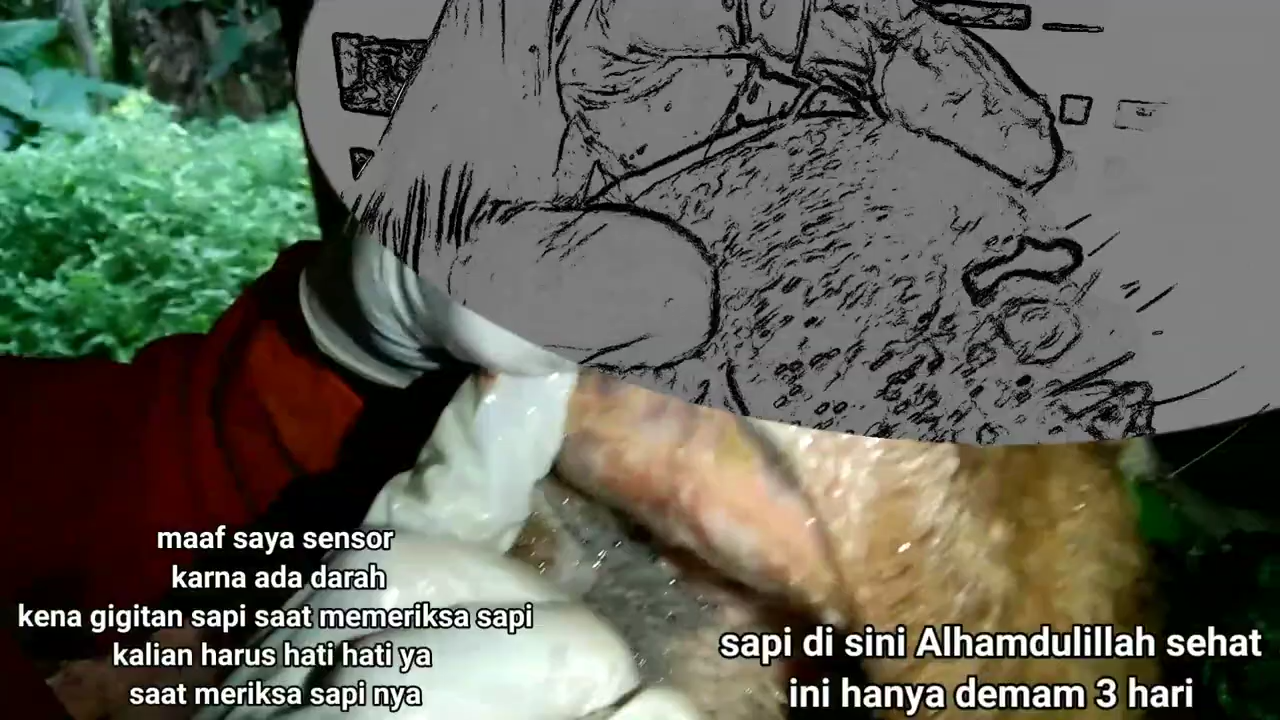 maaf saya sensor
karna ada darah
kena gigitan sapi saat memeriksa sapi
kalian harus hati hati ya
saat meriksa sapi nya
sapi di sini Alhamdulillah sehat
ini hanya demam 3 hari